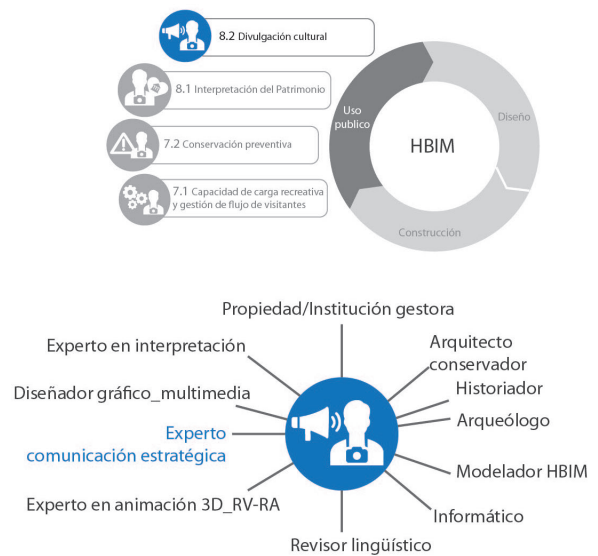 8.2 Divulgación cultural
8.1 Interpretación del Patrimonio
7.2 Conservación preventiva
7.1 Capacidad de carga recreativa
y gestión de flujo de visitantes
Uso
publico
HBIM
Diseño
Construcción
Propiedad/Institución gestora
Experto en interpretación
Arquitecto
conservador
Historiador
Diseñador gráfico_multimedia
Arqueólogo
Experto
comunicación estratégica
Modelador HBIM
Experto en animación 3D_RV-RA
Informático
Revisor lingüístico